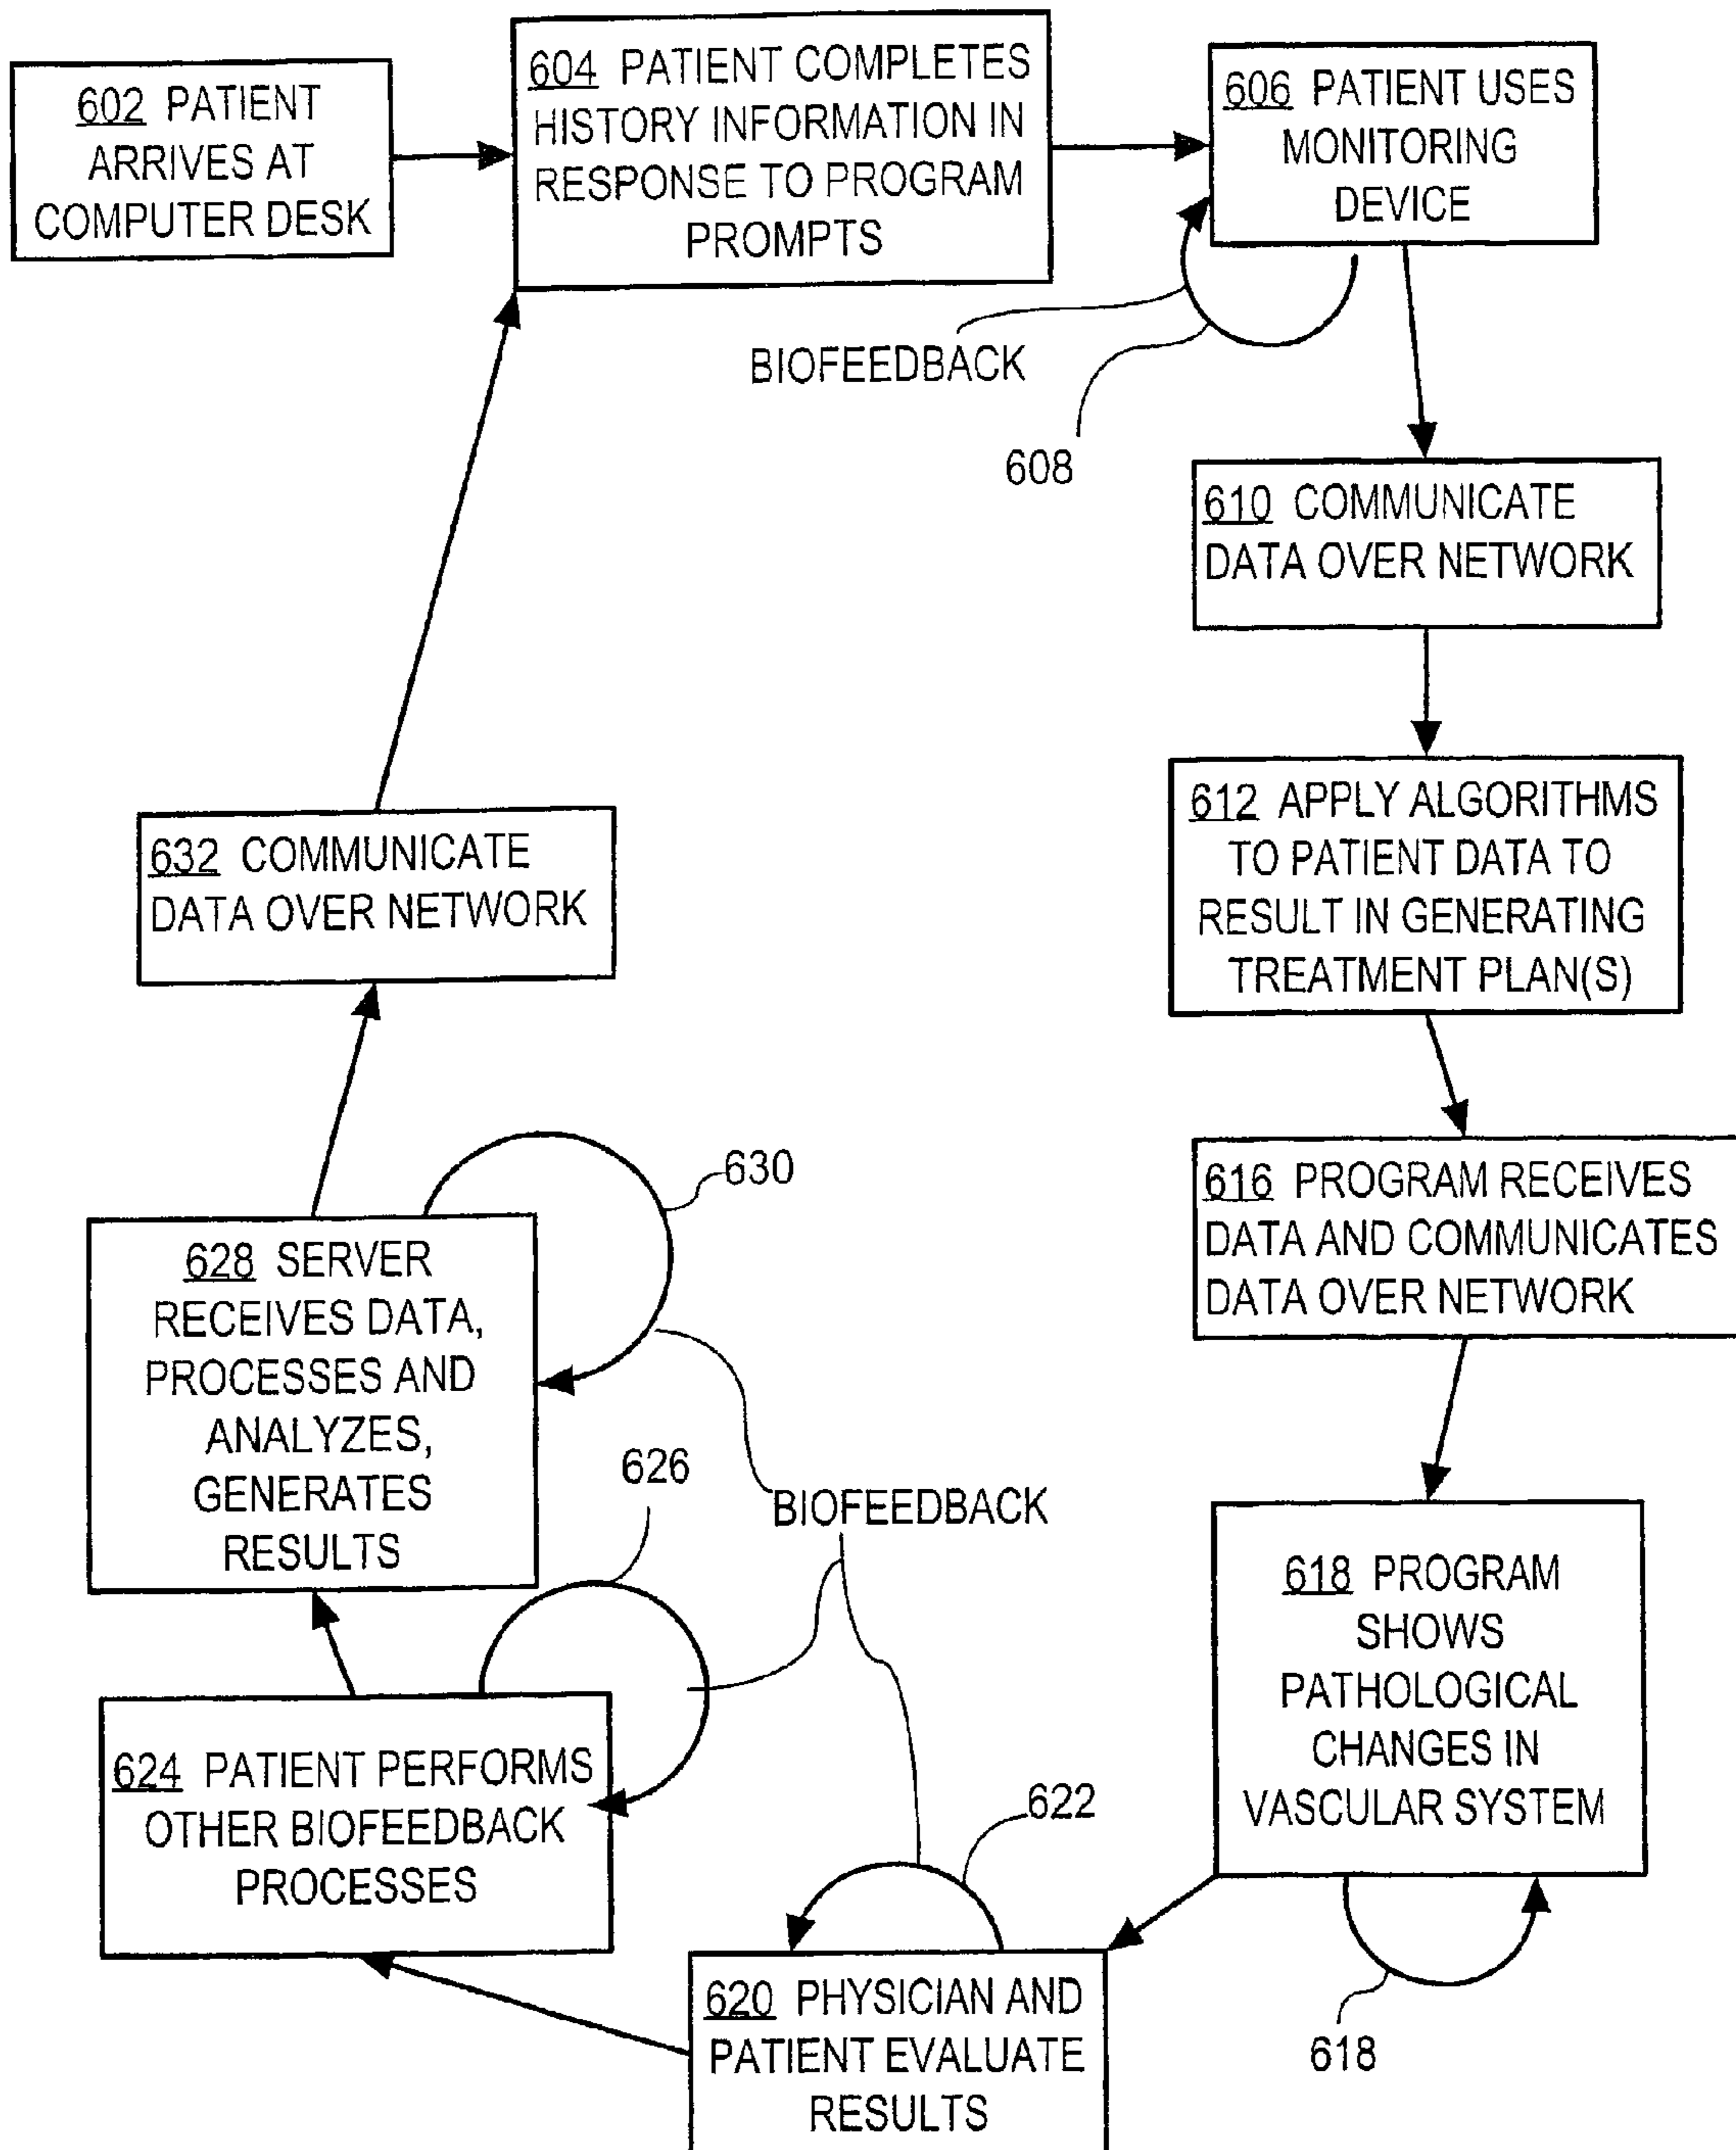 602 PATIENT
ARRIVES AT
COMPUTER DESK
604 PATIENT COMPLETES
HISTORY INFORMATION IN
RESPONSE TO PROGRAM
PROMPTS
606 PATIENT USES
MONITORING
DEVICE
BIOFEEDBACK
608
610 COMMUNICATE
DATA OVER NETWORK
612 APPLY ALGORITHMS
TO PATIENT DATA TO
RESULT IN GENERATING
TREATMENT PLAN(S)
616 PROGRAM RECEIVES
DATA AND COMMUNICATES
DATA OVER NETWORK
618 PROGRAM
SHOWS
PATHOLOGICAL
CHANGES IN
VASCULAR SYSTEM
618
620 PHYSICIAN AND
PATIENT EVALUATE
RESULTS
622
BIOFEEDBACK
624 PATIENT PERFORMS
OTHER BIOFEEDBACK
PROCESSES
626
628 SERVER
RECEIVES DATA,
PROCESSES AND
ANALYZES,
GENERATES
RESULTS
630
632 COMMUNICATE
DATA OVER NETWORK